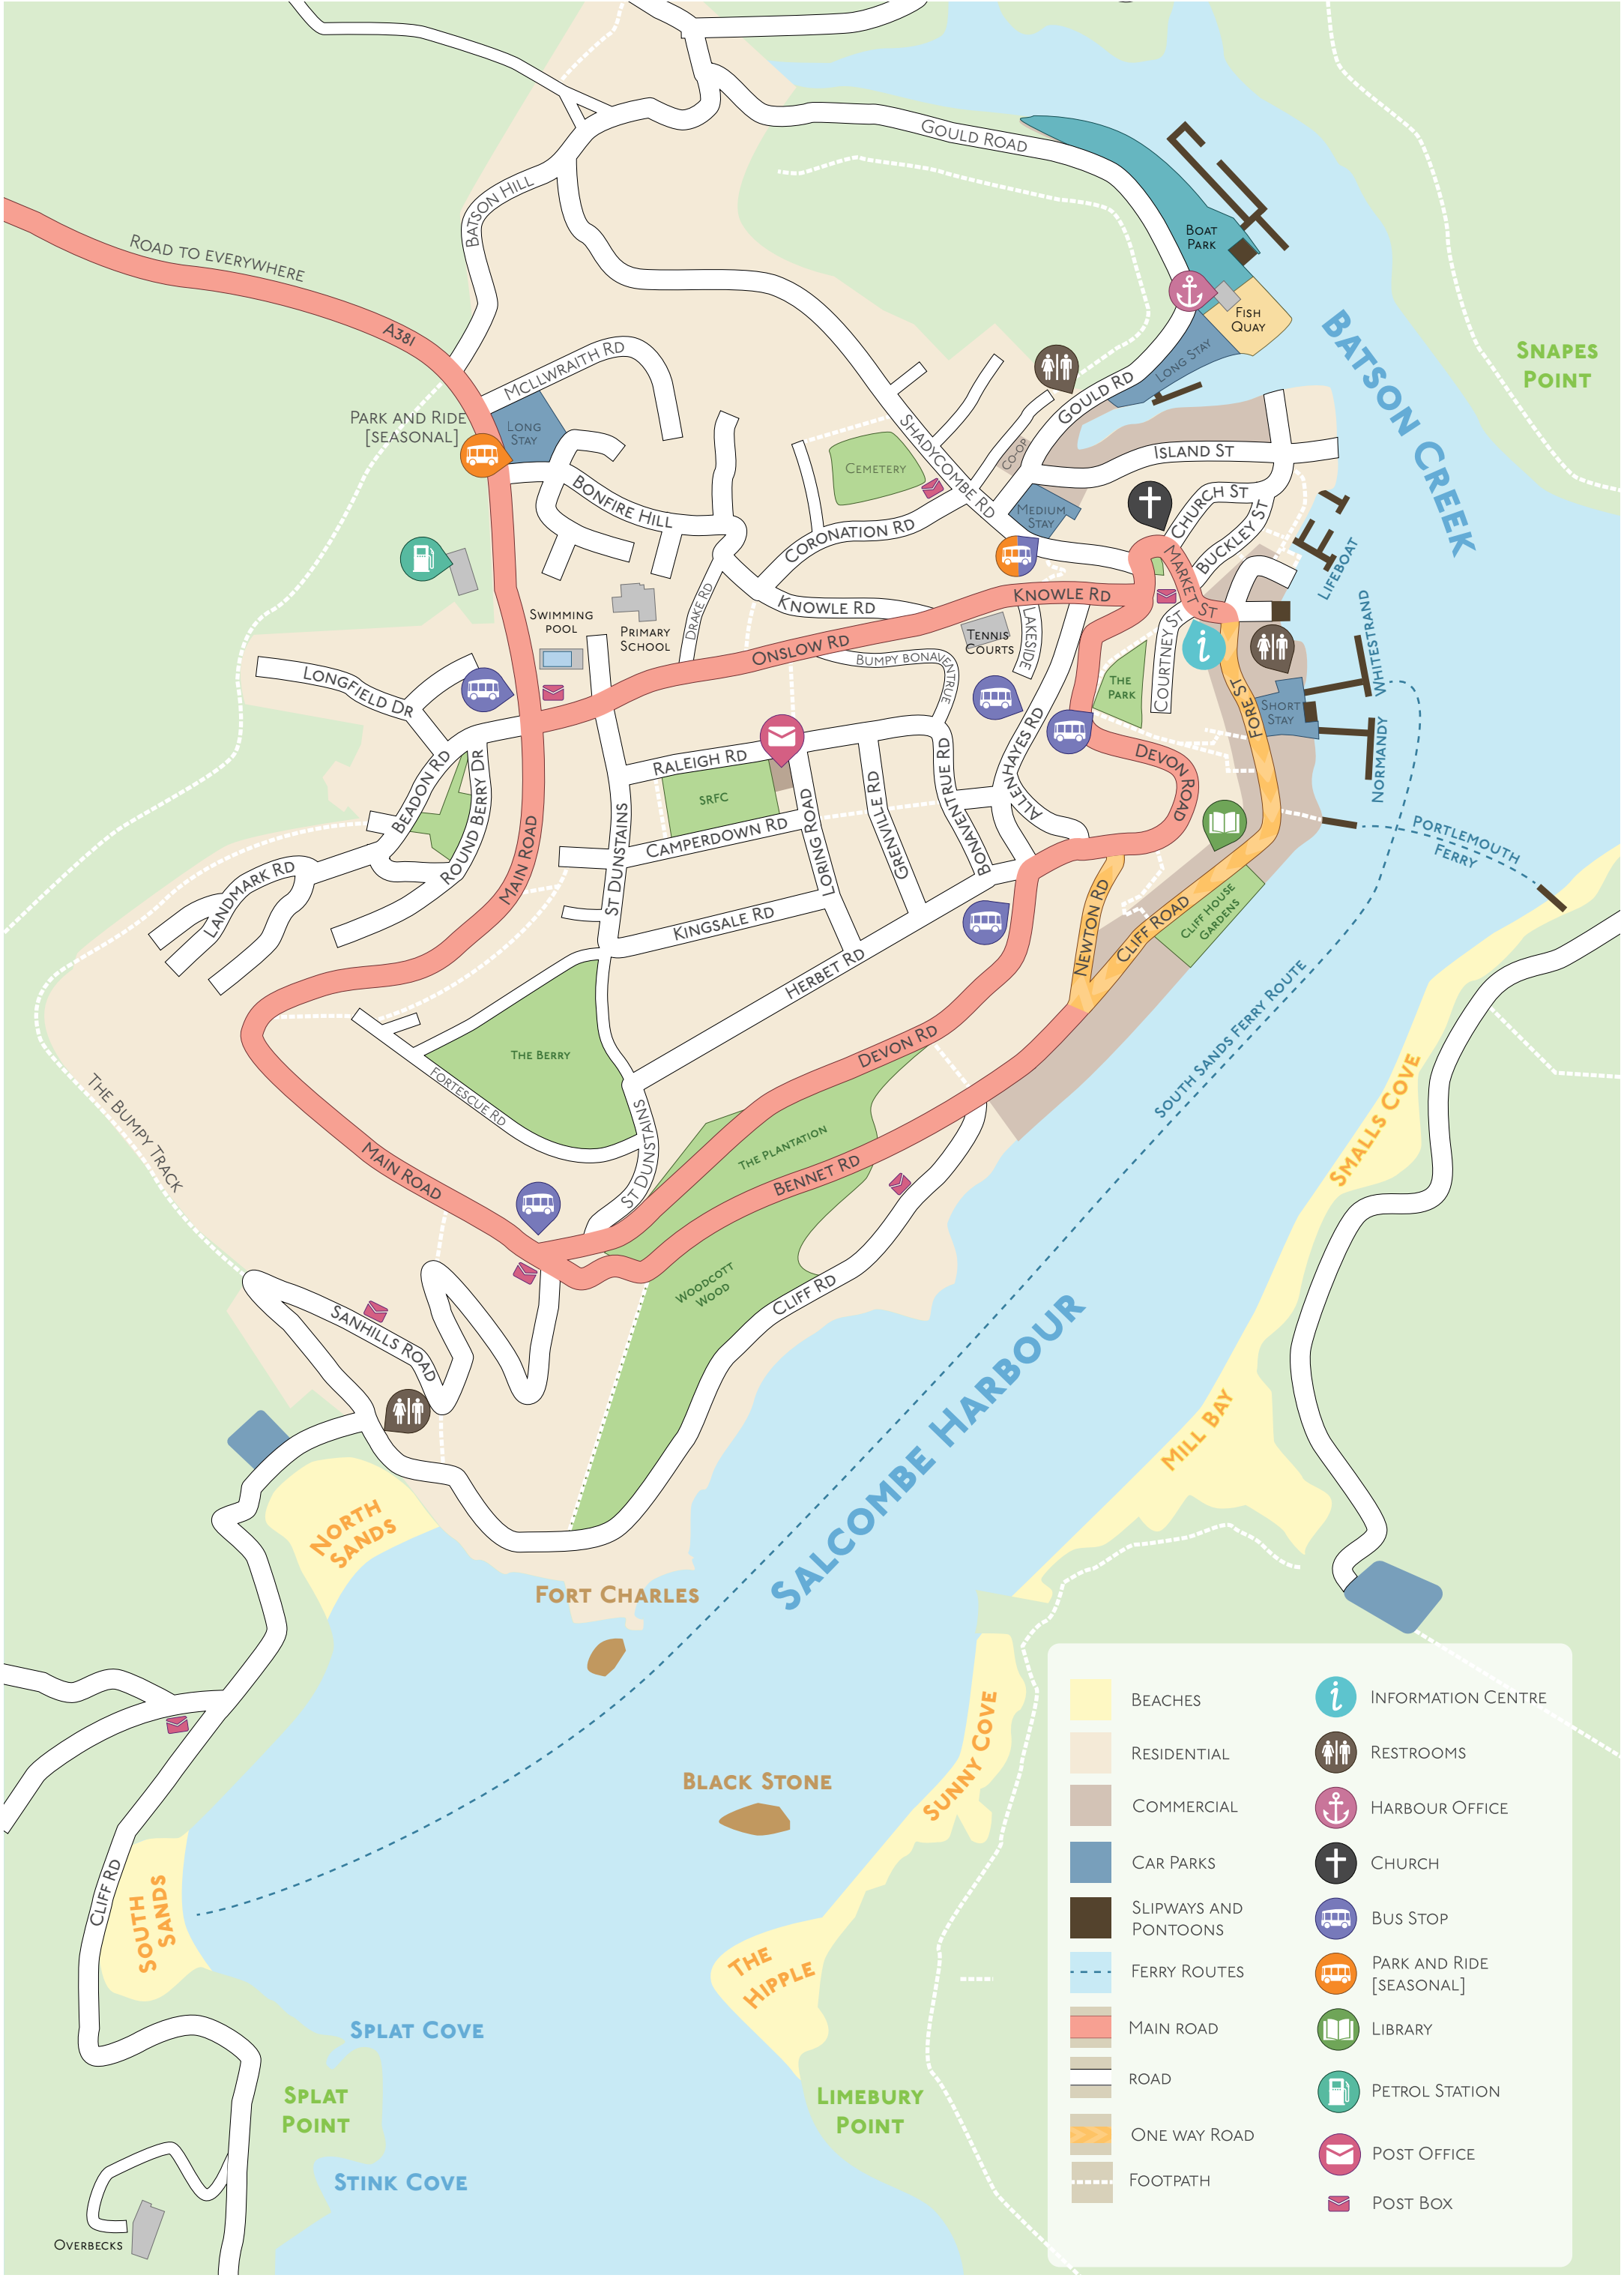 GOULD ROAD
BATSON HILL
ROAD TO EVERYWHERE
BOAT
PARK
FISH
QUAY
A381
BATSON CREEK
SNAPES
POINT
LONG STAY
MCLLWRAITH RD
GOULD RD
PARK AND RIDE
[SEASONAL]
LONG
STAY
SHADYCOMBE RD
CO-OP
ISLAND ST
CEMETERY
BONFIRE HILL
CHURCH ST
MEDIUM
STAY
BUCKLEY ST
CORONATION RD
MARKET ST
LIFEBOAT
KNOWLE RD
KNOWLE RD
DRAKE RD
SWIMMING
POOL
PRIMARY
SCHOOL
TENNIS
COURTS
LAKESIDE
COURTNEY ST
WHITESTRAND
ONSLOW RD
BUMPY BONAVENTRUE
THE
PARK
LONGFIELD DR
FORE ST
SHORT
STAY
NORMANDY
RALEIGH RD
DEVON ROAD
ALLENHAYES RD
BEADON RD
ROUND BERRY DR
SRFC
CAMPERDOWN RD
LORING ROAD
GRENVILLE RD
BONAVENTRUE RD
MAIN ROAD
ST DUNSTAINS
PORTLEMOUTH
FERRY
LANDMARK RD
KINGSALE RD
NEWTON RD
CLIFF ROAD
CLIFF HOUSE
GARDENS
HERBET RD
SOUTH SANDS FERRY ROUTE
THE BERRY
DEVON RD
FORTESCUE RD
THE BUMPY TRACK
SMALLS COVE
ST DUNSTAINS
THE PLANTATION
MAIN ROAD
BENNET RD
WOODCOTT
WOOD
CLIFF RD
SANHILLS ROAD
SALCOMBE HARBOUR
MILL BAY
NORTH
SANDS
FORT CHARLES
SUNNY COVE
BLACK STONE
CLIFF RD
SOUTH
SANDS
THE
HIPPLE
SPLAT COVE
SPLAT
POINT
LIMEBURY
POINT
STINK COVE
OVERBECKS
BEACHES
RESIDENTIAL
COMMERCIAL
CAR PARKS
SLIPWAYS AND
PONTOONS
FERRY ROUTES
MAIN ROAD
ROAD
ONE WAY ROAD
FOOTPATH
INFORMATION CENTRE
RESTROOMS
HARBOUR OFFICE
CHURCH
BUS STOP
PARK AND RIDE
[SEASONAL]
LIBRARY
PETROL STATION
POST OFFICE
POST BOX